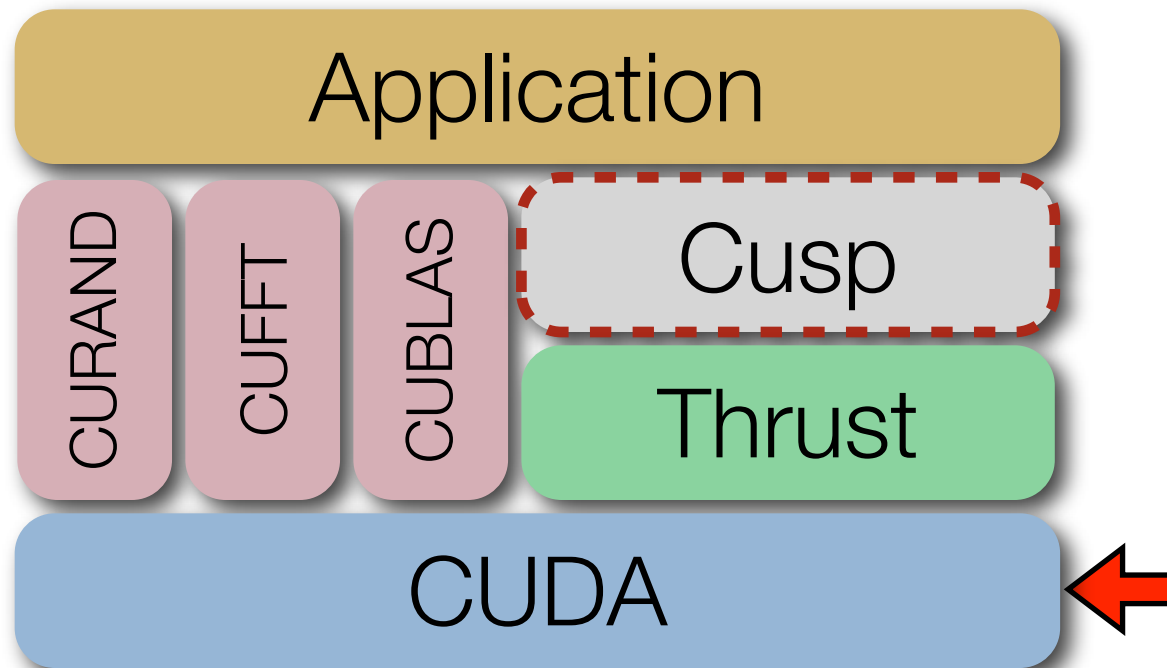 Application
CURAND
CUFFT
CUBLAS
Cusp
Thrust
CUDA